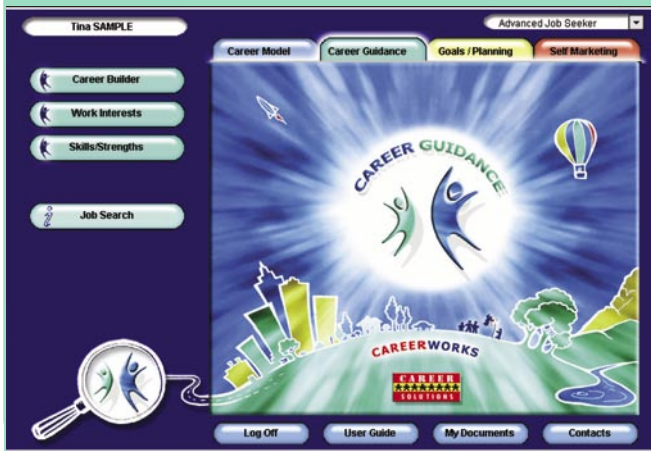 Tina SAMPLE
Advanced Job Seeker
Career Model
Career Guidance
Goals / Planning
Self Marketing
Career Builder
Work Interests
Skills/Strengths
Job Search
CAREER GUIDANCE
CAREERWORKS
CAREER
SOLUTIONS
Log Off
User Guide
My Documents
Contacts